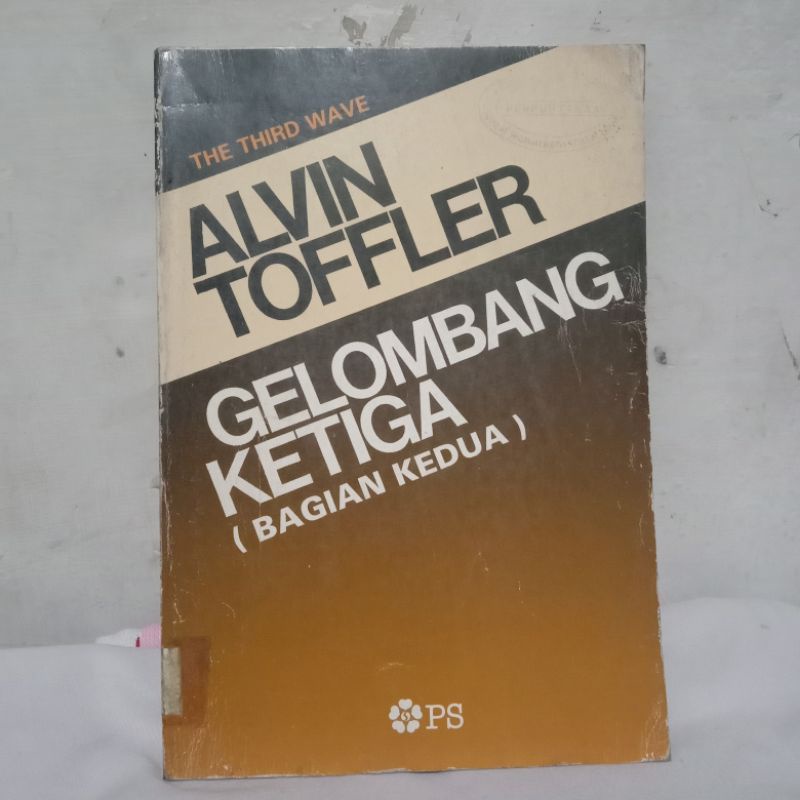 THE THIRD WAVE
ALVIN
TOFFLER
GELOMBANG
KETIGA
( BAGIAN KEDUA )
PS